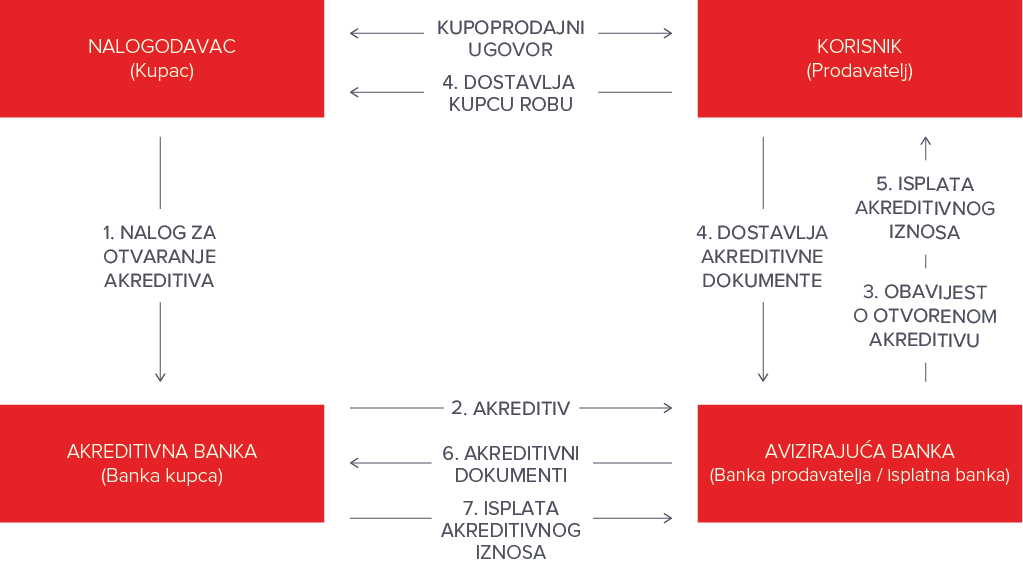 NALOGODAVAC
(Kupac)
KUPOPRODAJNI
UGOVOR
4. DOSTAVLJA
KUPCU ROBU
KORISNIK
(Prodavatelj)
1. NALOG ZA
OTVARANJE
AKREDITIVA
4. DOSTAVLJA
AKREDITIVNE
DOKUMENTE
5. ISPLATA
AKREDITIVNOG
IZNOSA
3. OBAVIJEST
O OTVORENOM
AKREDITIVU
AKREDITIVNA BANKA
(Banka kupca)
2. AKREDITIV
6. AKREDITIVNI
DOKUMENTI
7. ISPLATA
AKREDITIVNOG
IZNOSA
AVIZIRAJUĆA BANKA
(Banka prodavatelja / Isplatna banka)